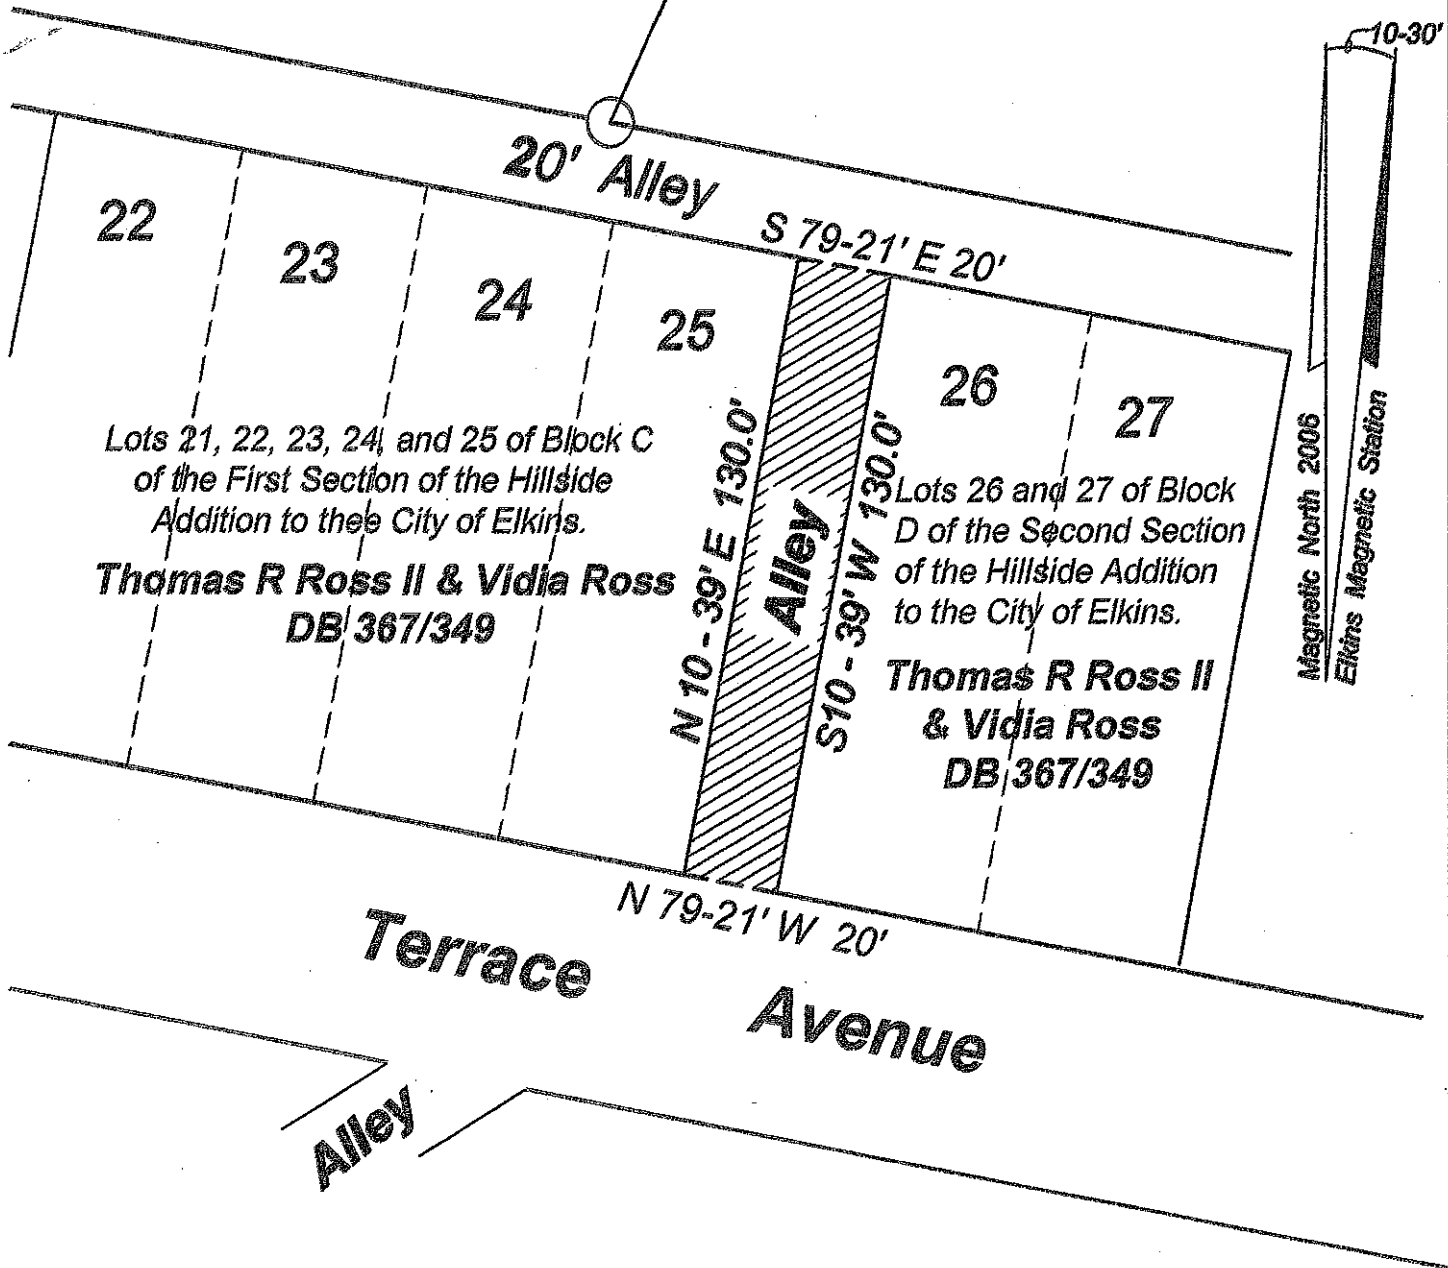 10-30'
20' Alley
S 79-21' E 20'
22
23
24
25
26
27
Lots 21, 22, 23, 24, and 25 of Block C
of the First Section of the Hillside
Addition to thee City of Elkins.
Thomas R Ross II & Vidia Ross
DB 367/349
N 10 - 39' E 130.0'
Alley
S10 - 39' W 130.0'
Lots 26 and 27 of Block
D of the Second Section
of the Hillside Addition
to the City of Elkins.
Thomas R Ross II
& Vidia Ross
DB 367/349
Magnetic North 2006
Elkins Magnetic Station
N 79-21' W 20'
Terrace Avenue
Alley